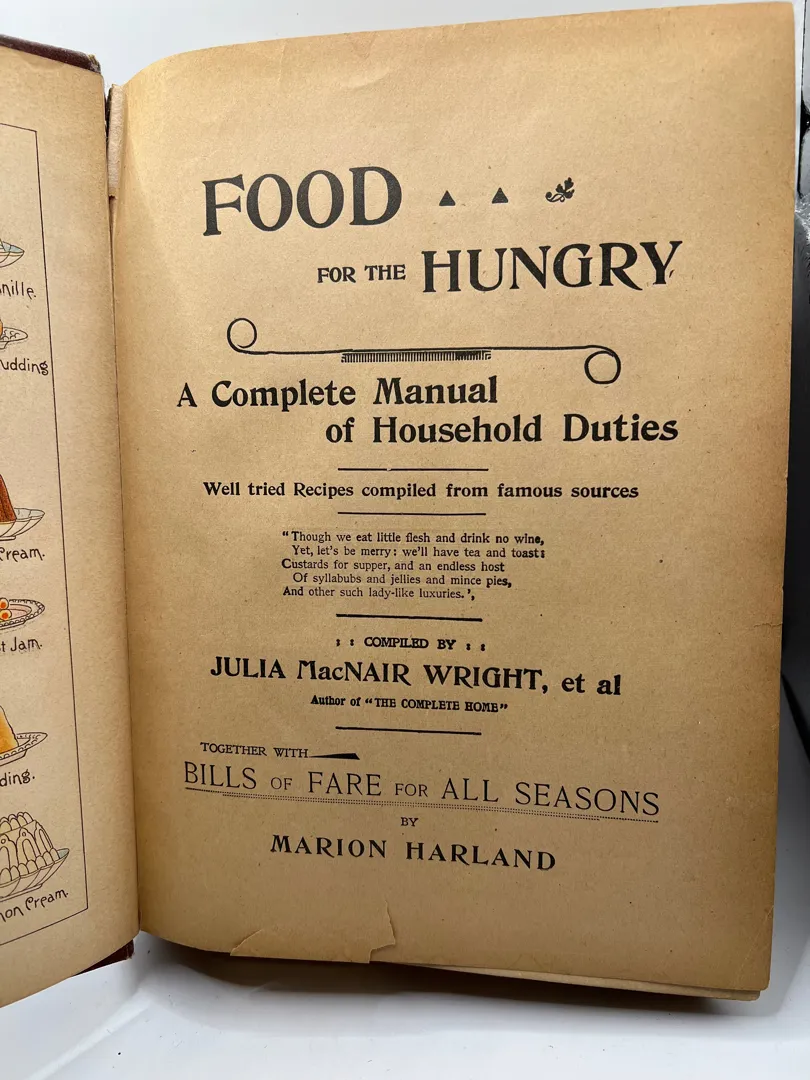 nille.
udding
ream.
t Jam.
ding.
on Cream.
FOOD
FOR THE HUNGRY
A Complete Manual
of Household Duties
Well tried Recipes compiled from famous sources
"Though we eat little flesh and drink no wine,
Yet, let's be merry: we'll have tea and toast:
Custards for supper, and an endless host
Of syllabubs and jellies and mince pies,
And other such lady-like luxuries.',
: : COMPILED BY : :
JULIA MacNAIR WRIGHT, et al
Author of "THE COMPLETE HOME"
TOGETHER WITH
BILLS OF FARE FOR ALL SEASONS
BY
MARION HARLAND